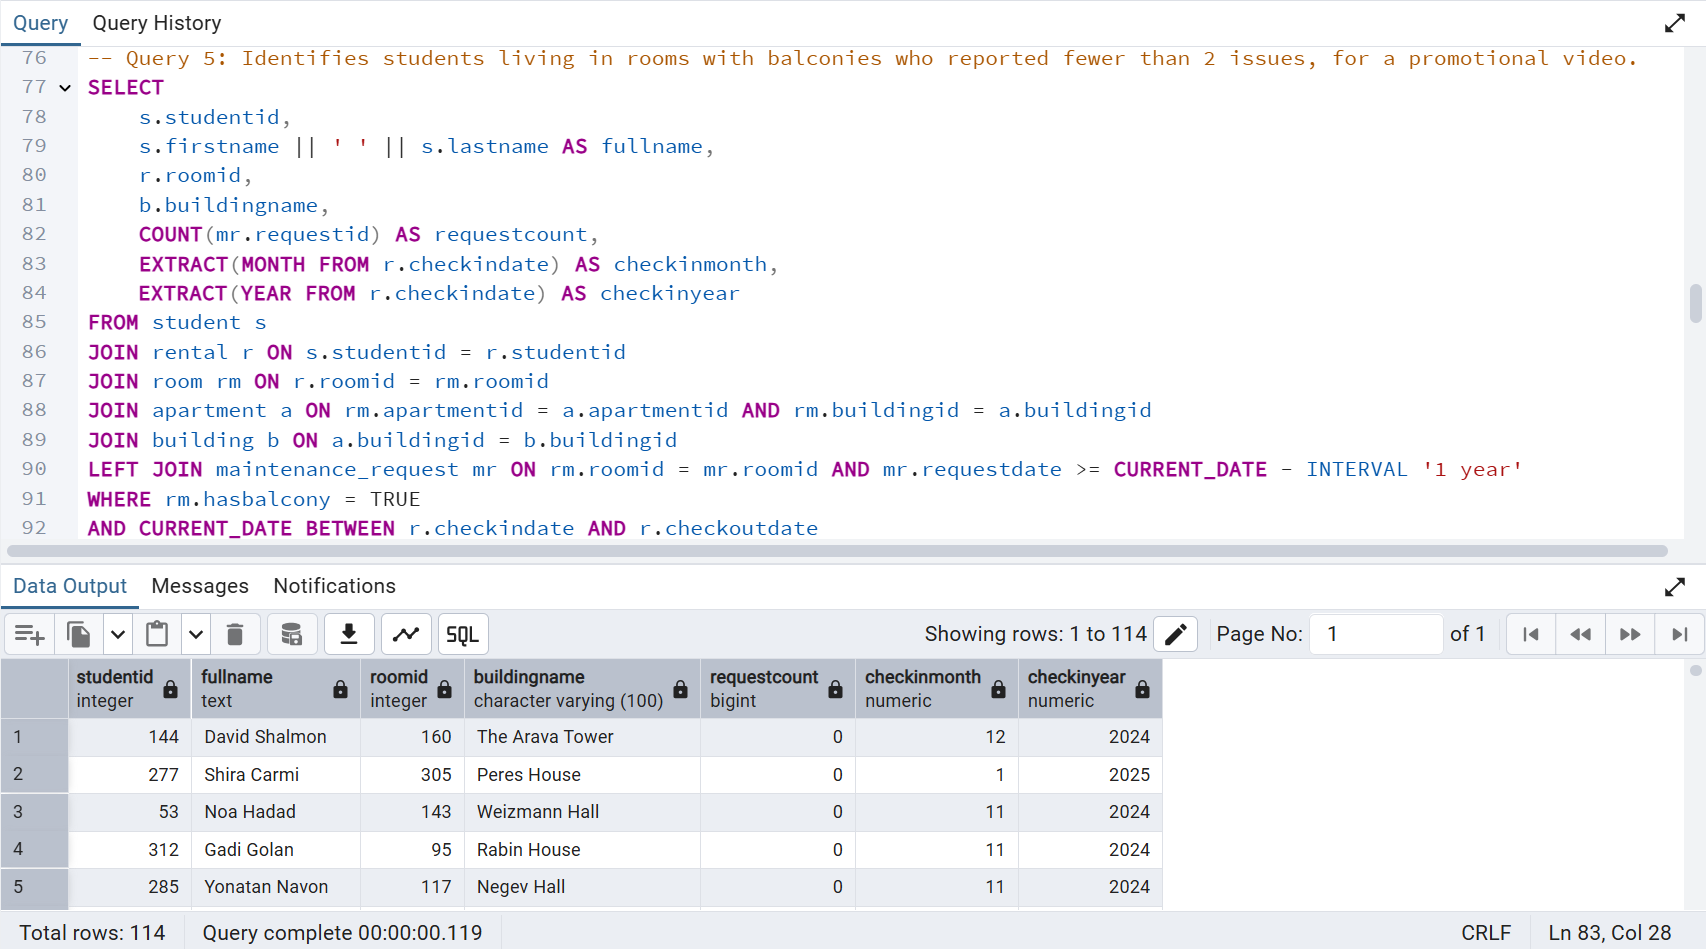 Query Query History
76 -- Query 5: Identifies students living in rooms with balconies who reported fewer than 2 issues, for a promotional video.
77 SELECT
78 s.studentid,
79 s.firstname || ' ' || s.lastname AS fullname,
80 r.roomid,
81 b.buildingname,
82 COUNT(mr.requestid) AS requestcount,
83 EXTRACT(MONTH FROM r.checkindate) AS checkinmonth,
84 EXTRACT(YEAR FROM r.checkindate) AS checkinyear
85 FROM student s
86 JOIN rental r ON s.studentid = r.studentid
87 JOIN room rm ON r.roomid = rm.roomid
88 JOIN apartment a ON rm.apartmentid = a.apartmentid AND rm.buildingid = a.buildingid
89 JOIN building b ON a.buildingid = b.buildingid
90 LEFT JOIN maintenance_request mr ON rm.roomid = mr.roomid AND mr.requestdate >= CURRENT_DATE - INTERVAL '1 year'
91 WHERE rm.hasbalcony = TRUE
92 AND CURRENT_DATE BETWEEN r.checkindate AND r.checkoutdate
Data Output Messages Notifications
SQL Showing rows: 1 to 114 Page No: 1 of 1
studentid fullname roomid buildingname requestcount checkinmonth checkinyear
integer text integer character varying (100) bigint numeric numeric
1 144 David Shalmon 160 The Arava Tower 0 12 2024
2 277 Shira Carmi 305 Peres House 0 1 2025
3 53 Noa Hadad 143 Weizmann Hall 0 11 2024
4 312 Gadi Golan 95 Rabin House 0 11 2024
5 285 Yonatan Navon 117 Negev Hall 0 11 2024
Total rows: 114 Query complete 00:00:00.119 CRLF Ln 83, Col 28